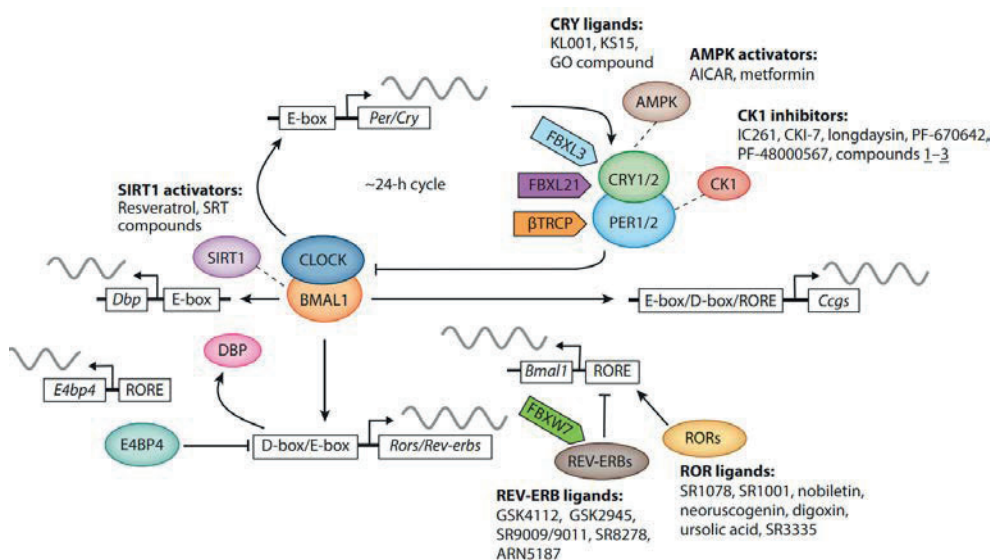 CRY ligands:
KL001, KS15,
GO compound
AMPK activators:
AICAR, metformin
AMPK
CK1 inhibitors:
IC261, CKI-7, longdaysin, PF-670642,
PF-48000567, compounds 1–3
E-box
Per/Cry
FBXL3
CRY1/2
FBXL21
CK1
~24-h cycle
βTRCP
PER1/2
SIRT1 activators:
Resveratrol, SRT
compounds
SIRT1
CLOCK
BMAL1
Dbp
E-box
E-box/D-box/RORE
Ccgs
DBP
E4bp4
RORE
Bmal1
RORE
FBXW7
E4BP4
D-box/E-box
Rors/Rev-erbs
REV-ERBs
RORs
REV-ERB ligands:
GSK4112, GSK2945,
SR9009/9011, SR8278,
ARN5187
ROR ligands:
SR1078, SR1001, nobiletin,
neoruscogenin, digoxin,
ursolic acid, SR3335